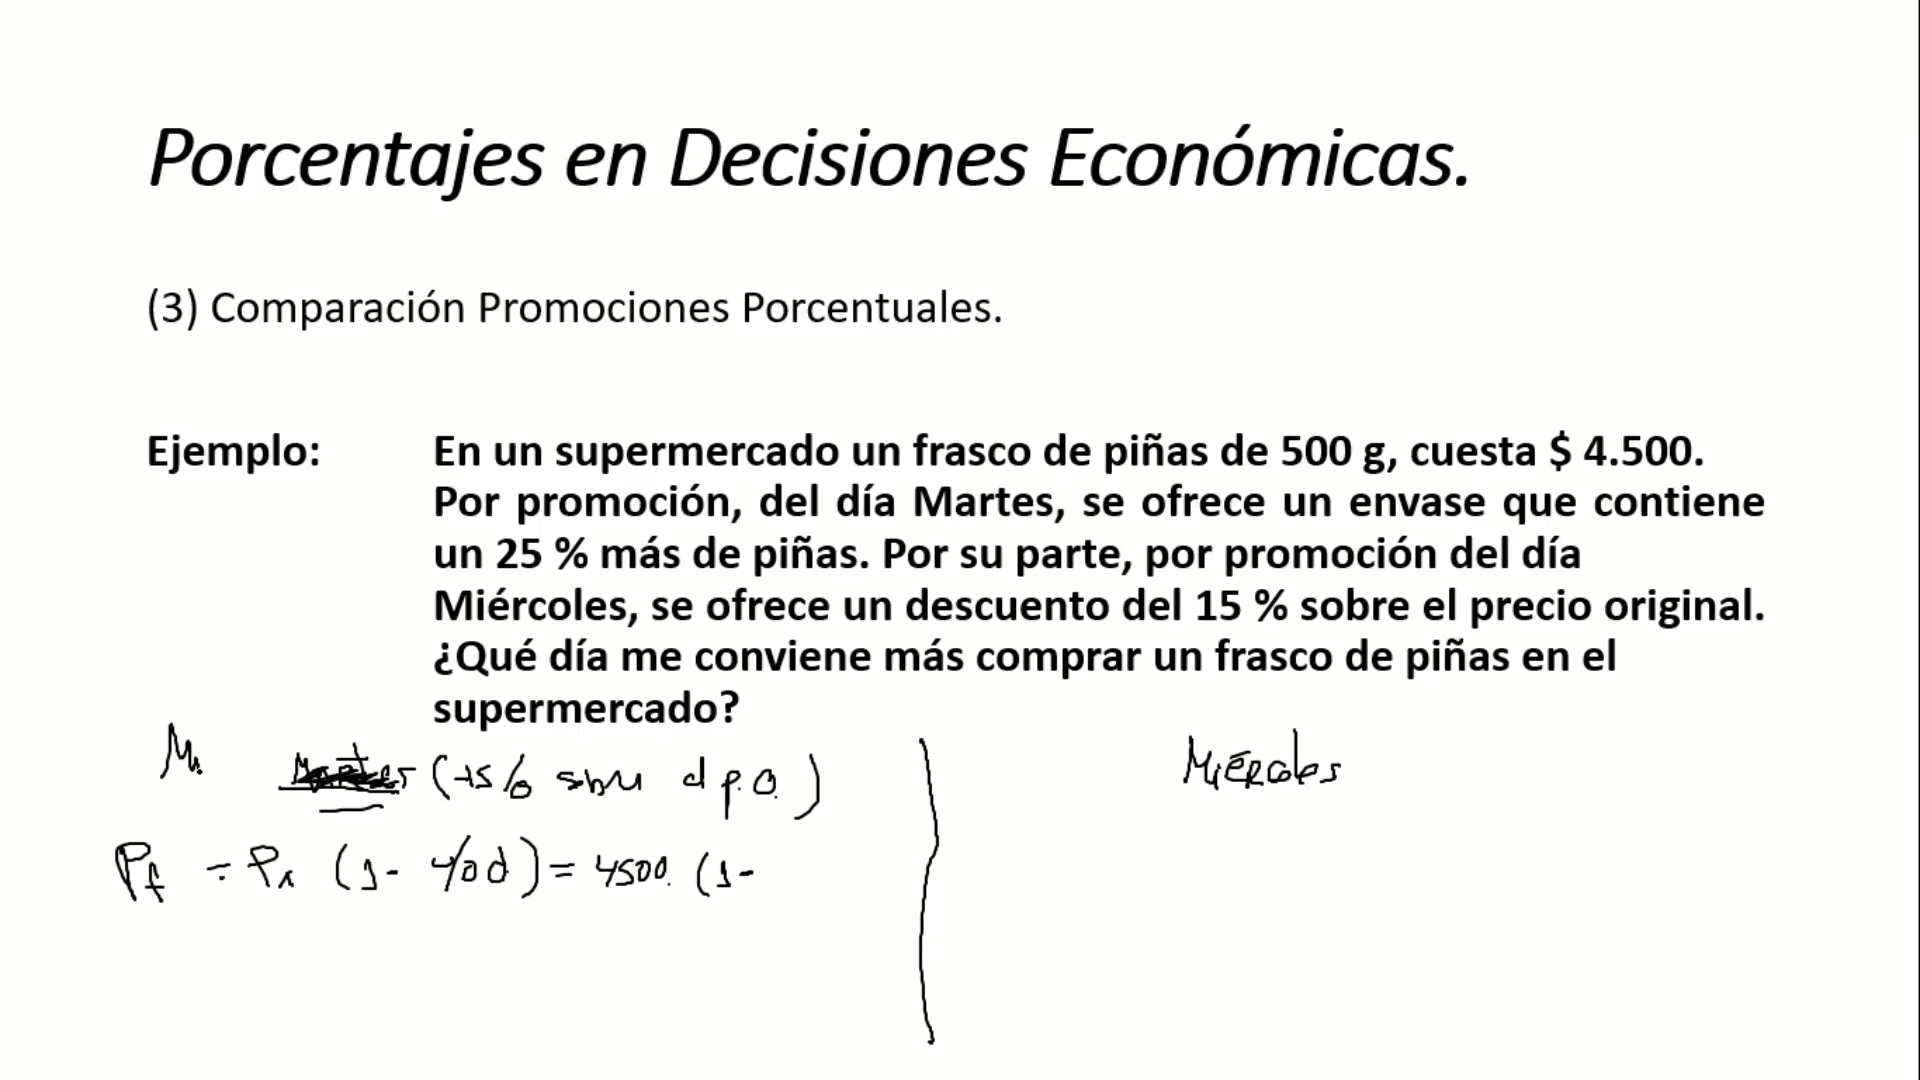 Porcentajes en Decisiones Económicas.
(3) Comparación Promociones Porcentuales.
Ejemplo: En un supermercado un frasco de piñas de 500 g, cuesta $ 4.500.
Por promoción, del día Martes, se ofrece un envase que contiene
un 25 % más de piñas. Por su parte, por promoción del día
Miércoles, se ofrece un descuento del 15 % sobre el precio original.
¿Qué día me conviene más comprar un frasco de piñas en el
supermercado?
M
d p.o.)
Miércoles
Pf = (1- % d) = 4500. (1-